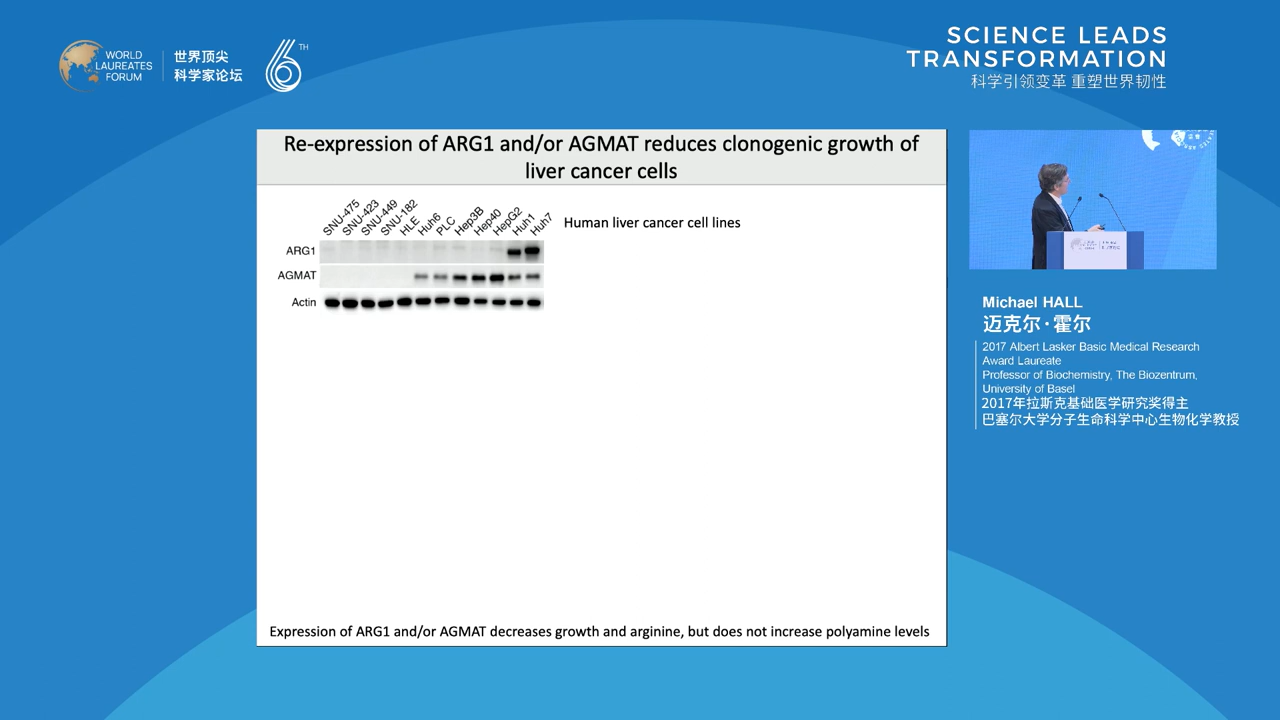 WORLD
LAUREATES
FORUM
世界顶尖
科学家论坛
6TH
SCIENCE LEADS
TRANSFORMATION
科学引领变革 重塑世界韧性
Re-expression of ARG1 and/or AGMAT reduces clonogenic growth of
liver cancer cells
SNU-475
SNU-423
SNU-449
SNU-182
HLE
Huh6
PLC
Hep3B
Hep40
HepG2
Huh1
Huh7
Human liver cancer cell lines
ARG1
AGMAT
Actin
Expression of ARG1 and/or AGMAT decreases growth and arginine, but does not increase polyamine levels
Michael HALL
迈克尔·霍尔
2017 Albert Lasker Basic Medical Research
Award Laureate
Professor of Biochemistry, The Biozentrum,
University of Basel
2017年拉斯克基础医学研究奖得主
巴塞尔大学分子生命科学中心生物化学教授